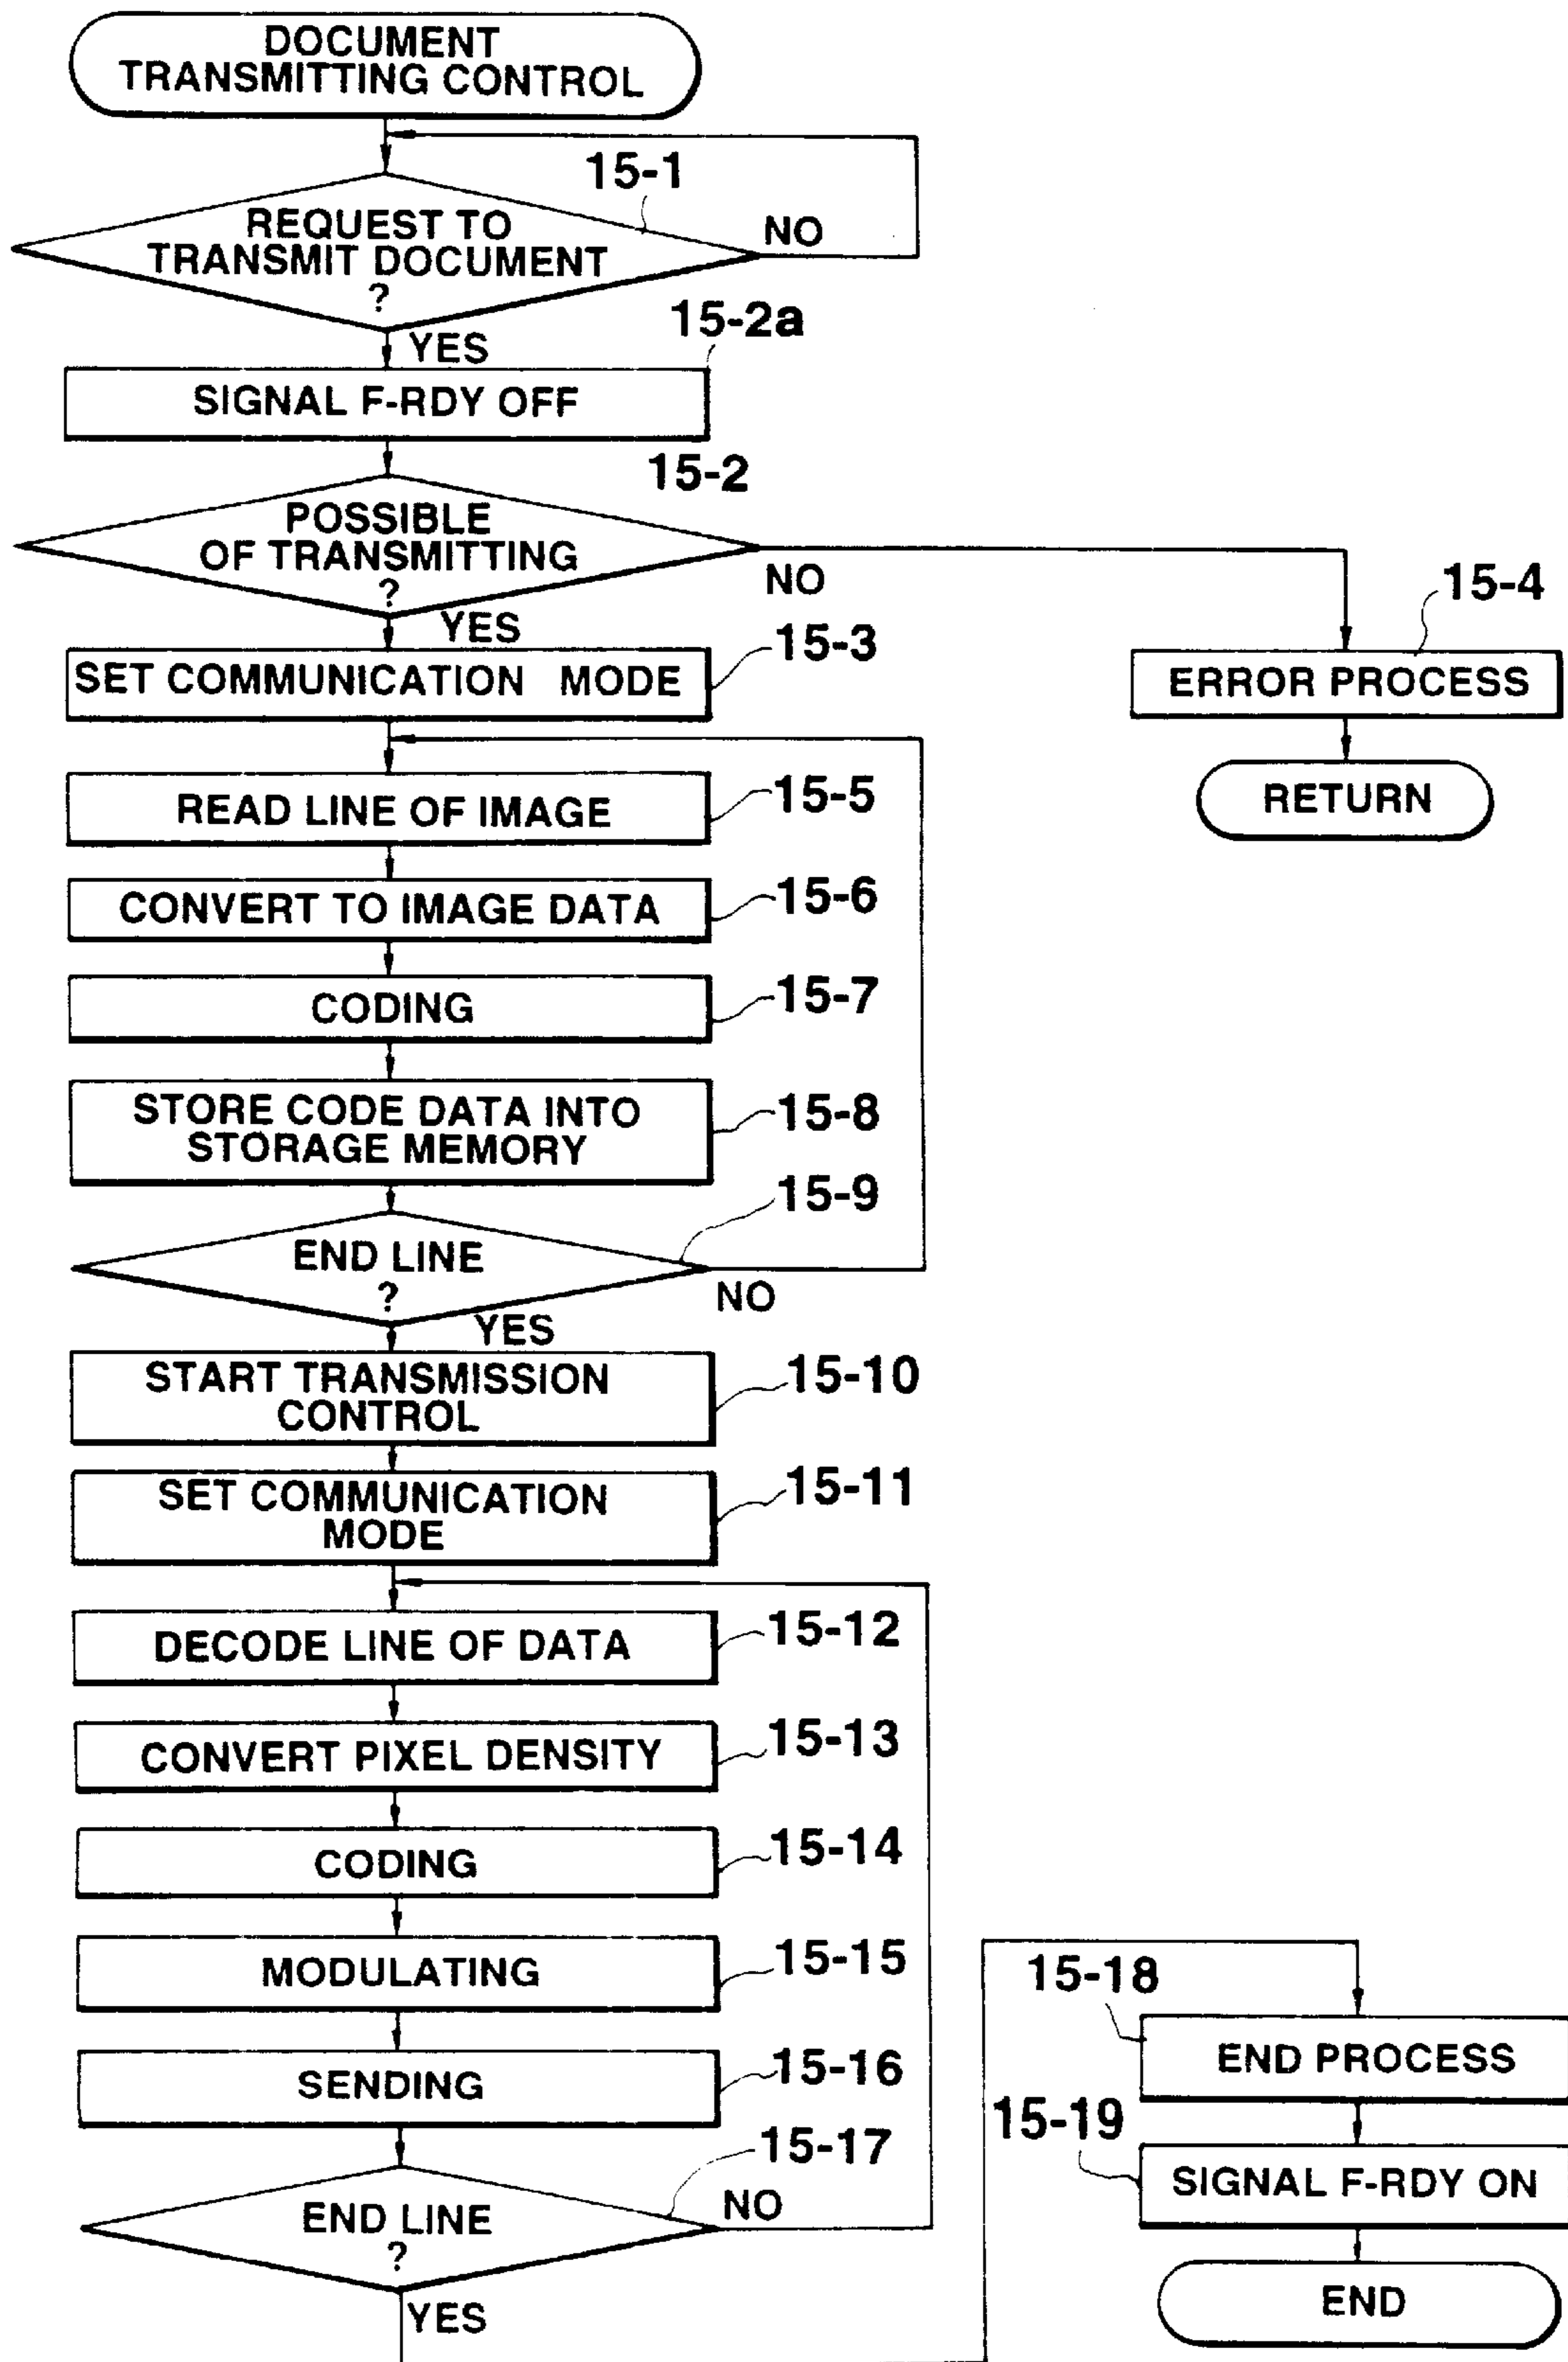 DOCUMENT
TRANSMITTING CONTROL
15-1
REQUEST TO
TRANSMIT DOCUMENT
?
NO
YES
15-2a
SIGNAL F-RDY OFF
15-2
POSSIBLE
OF TRANSMITTING
?
NO
YES
15-3
SET COMMUNICATION MODE
15-4
ERROR PROCESS
RETURN
READ LINE OF IMAGE
15-5
CONVERT TO IMAGE DATA
15-6
CODING
15-7
STORE CODE DATA INTO
STORAGE MEMORY
15-8
15-9
END LINE
?
NO
YES
START TRANSMISSION
CONTROL
15-10
SET COMMUNICATION
MODE
15-11
DECODE LINE OF DATA
15-12
CONVERT PIXEL DENSITY
15-13
CODING
15-14
MODULATING
15-15
SENDING
15-16
15-17
END LINE
?
NO
YES
15-18
END PROCESS
15-19
SIGNAL F-RDY ON
END